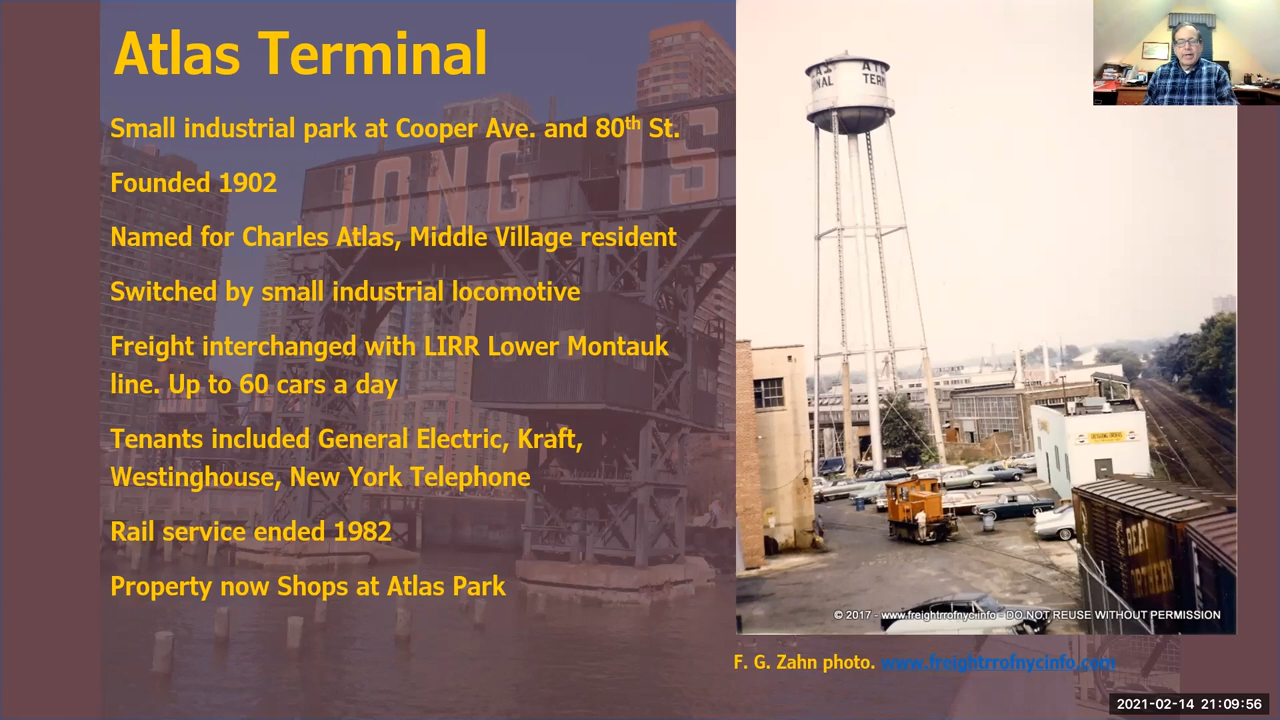 Atlas Terminal
Small industrial park at Cooper Ave. and 80th St.
Founded 1902
Named for Charles Atlas, Middle Village resident
Switched by small industrial locomotive
Freight interchanged with LIRR Lower Montauk
line. Up to 60 cars a day
Tenants included General Electric, Kraft,
Westinghouse, New York Telephone
Rail service ended 1982
Property now Shops at Atlas Park
LONG IS
© 2017 - www.freightrrofnycinfo - DO NOT REUSE WITHOUT PERMISSION
F. G. Zahn photo. www.freightrrofnycinfo.com
2021-02-14 21:09:56